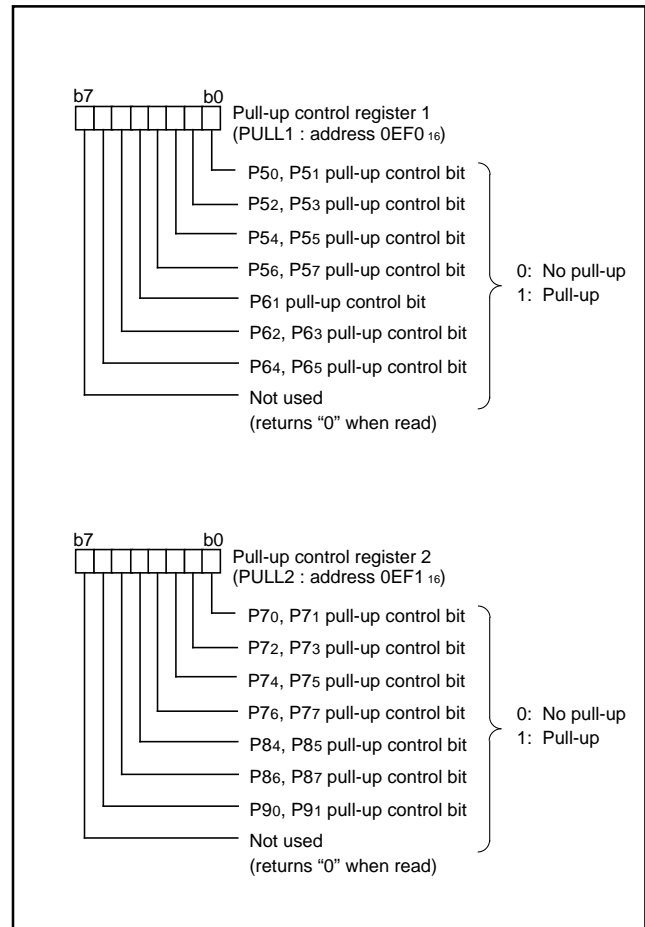 b7 b0
Pull-up control register 1
(PULL1 : address 0EF0 16)
P50, P51 pull-up control bit
P52, P53 pull-up control bit
P54, P55 pull-up control bit
P56, P57 pull-up control bit
P61 pull-up control bit
P62, P63 pull-up control bit
P64, P65 pull-up control bit
Not used
(returns “0” when read)
0: No pull-up
1: Pull-up
b7 b0
Pull-up control register 2
(PULL2 : address 0EF1 16)
P70, P71 pull-up control bit
P72, P73 pull-up control bit
P74, P75 pull-up control bit
P76, P77 pull-up control bit
P84, P85 pull-up control bit
P86, P87 pull-up control bit
P90, P91 pull-up control bit
Not used
(returns “0” when read)
0: No pull-up
1: Pull-up